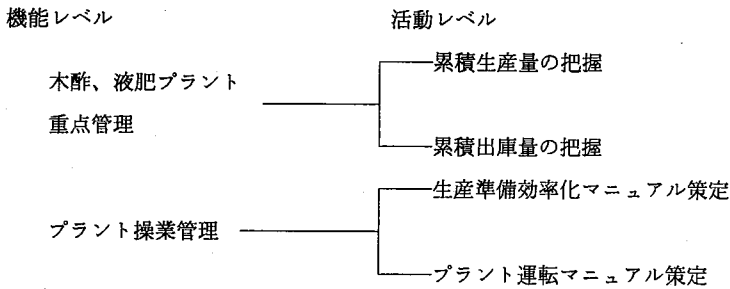 機能レベル 活動レベル
累積生産量の把握
木酢、液肥プラント
重点管理
累積出庫量の把握
生産準備効率化マニュアル策定
プラント操業管理
プラント運転マニュアル策定